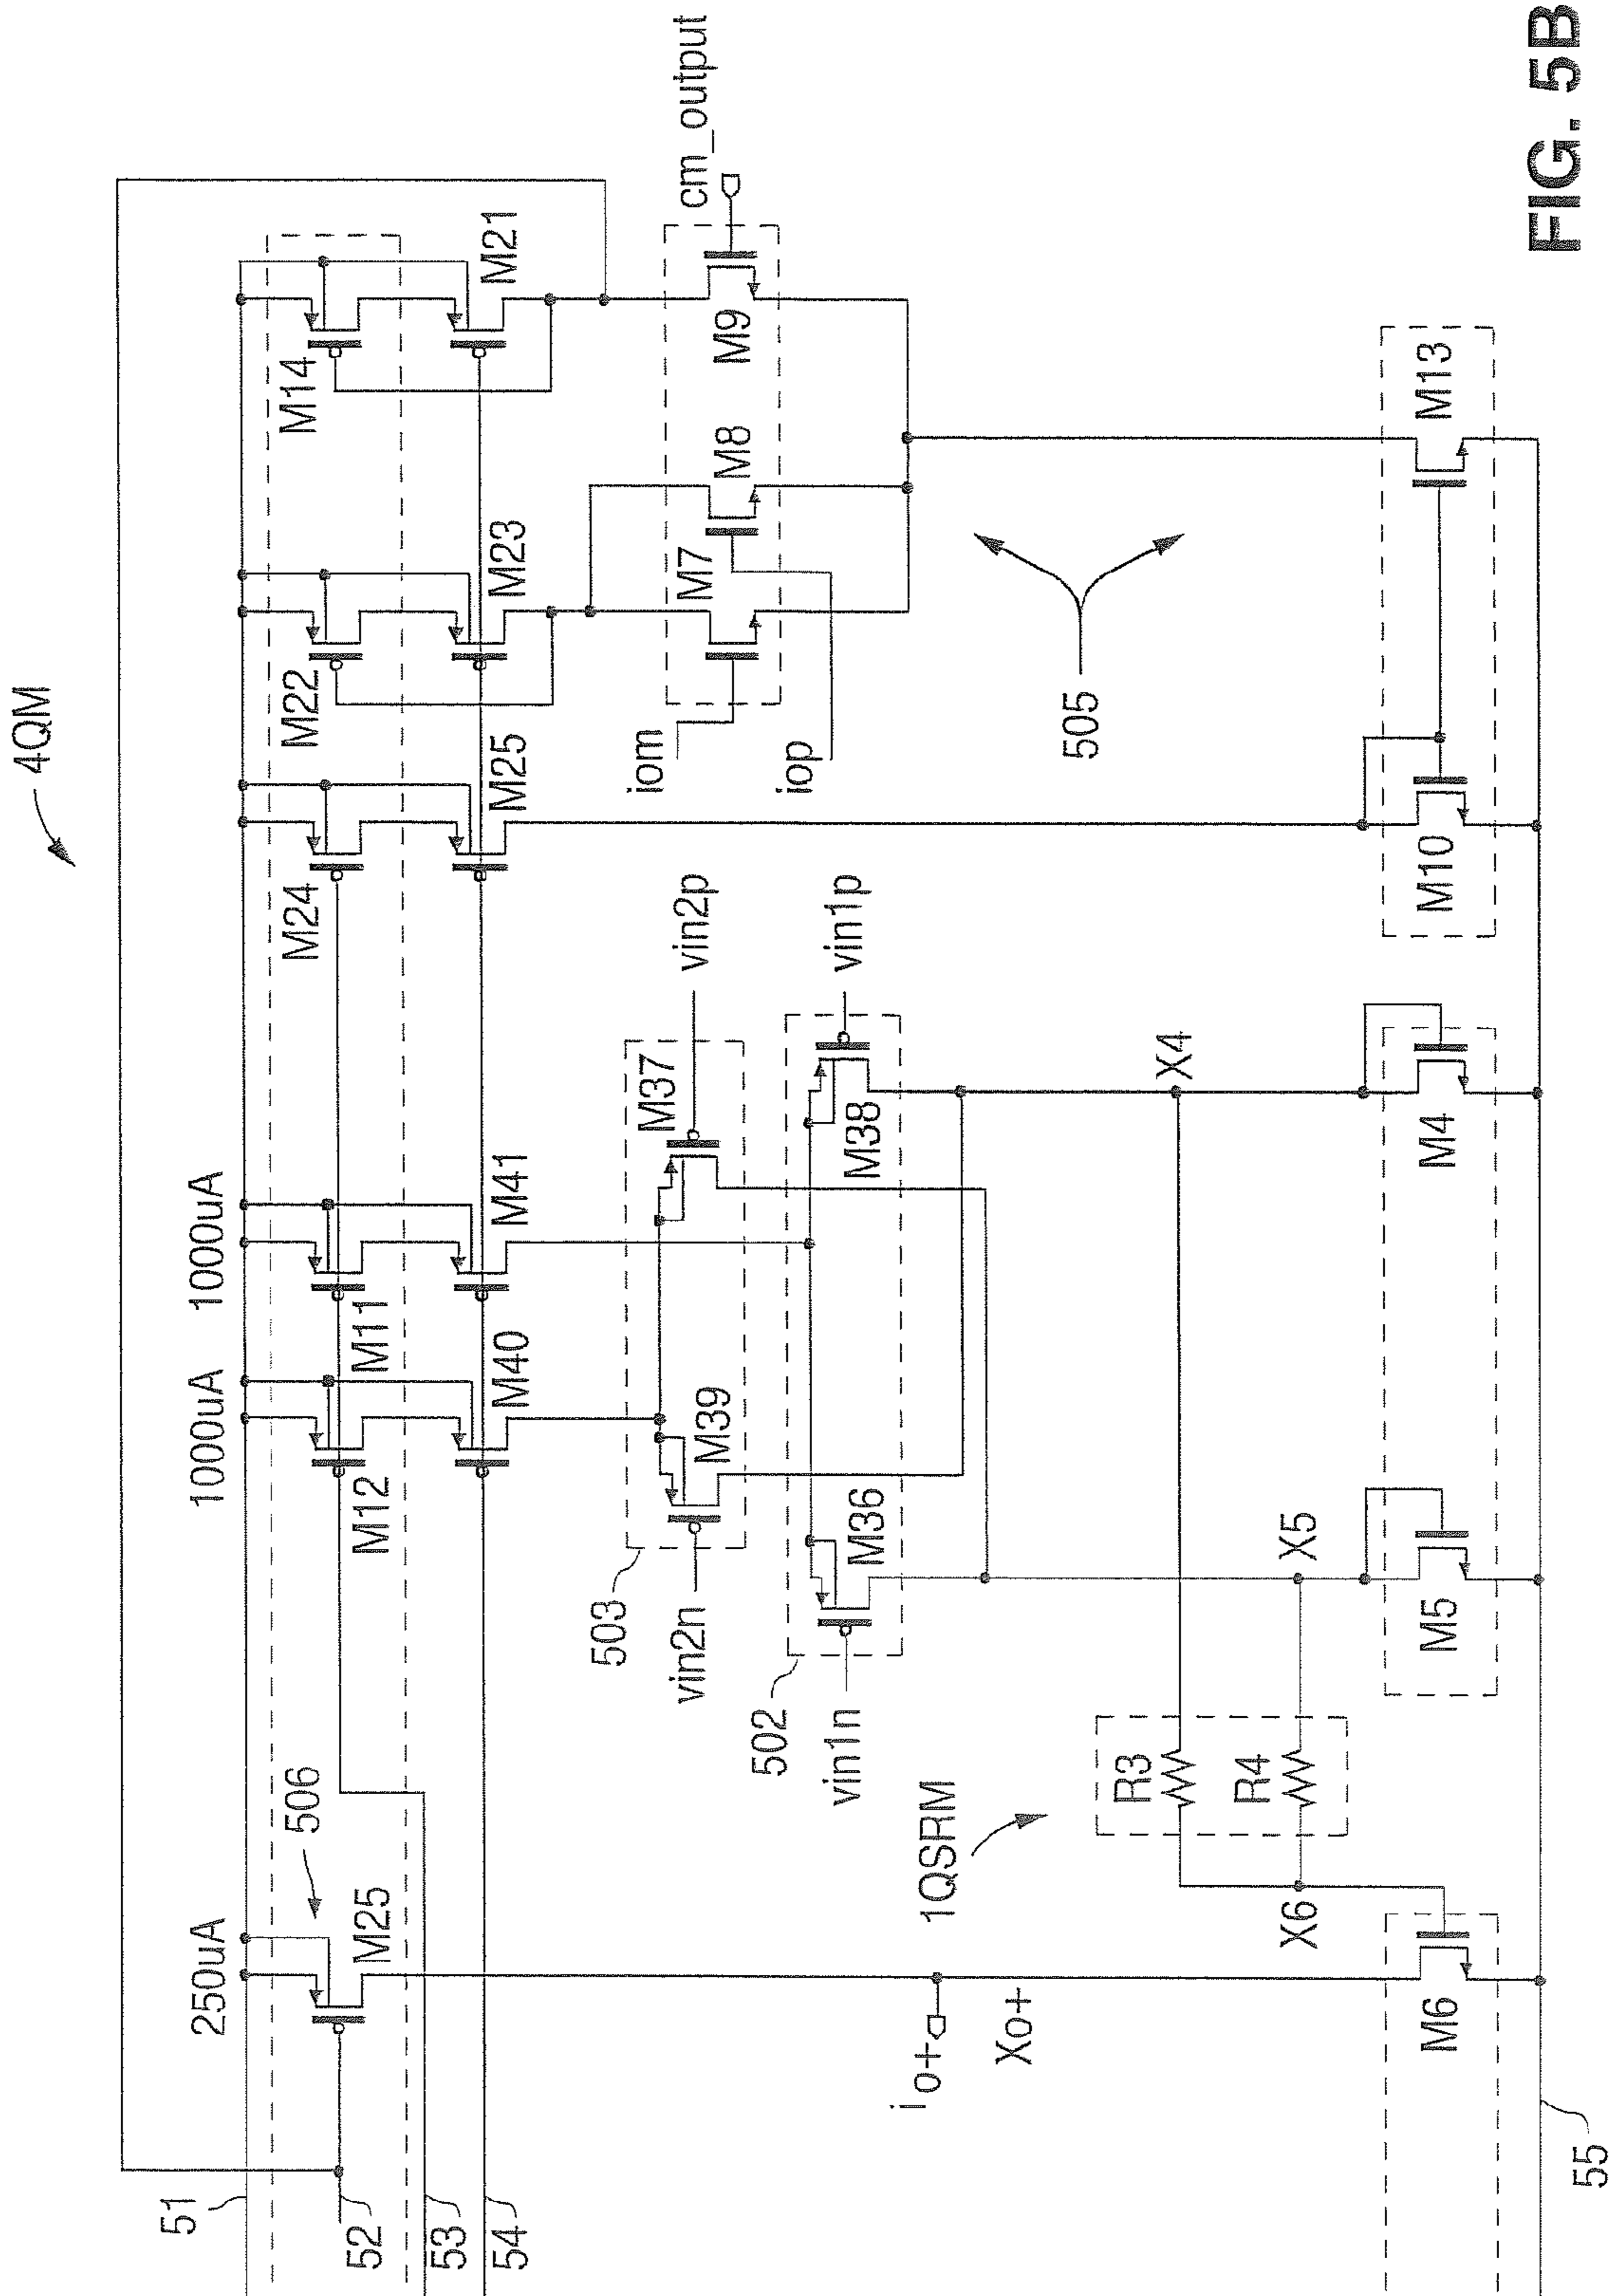 4QM
250uA
1000uA
1000uA
51
506
52
53
54
M25
M12
M11
M24
M22
M14
M40
M41
M25
M23
M21
cm_output
503
M39
M37
vin2n
vin2p
iom
iop
M7
M8
M9
502
M36
M38
vin1n
vin1p
505
io+
Xo+
1QSRM
R3
R4
X4
X5
X6
M6
M5
M4
M10
M13
55
FIG. 5B